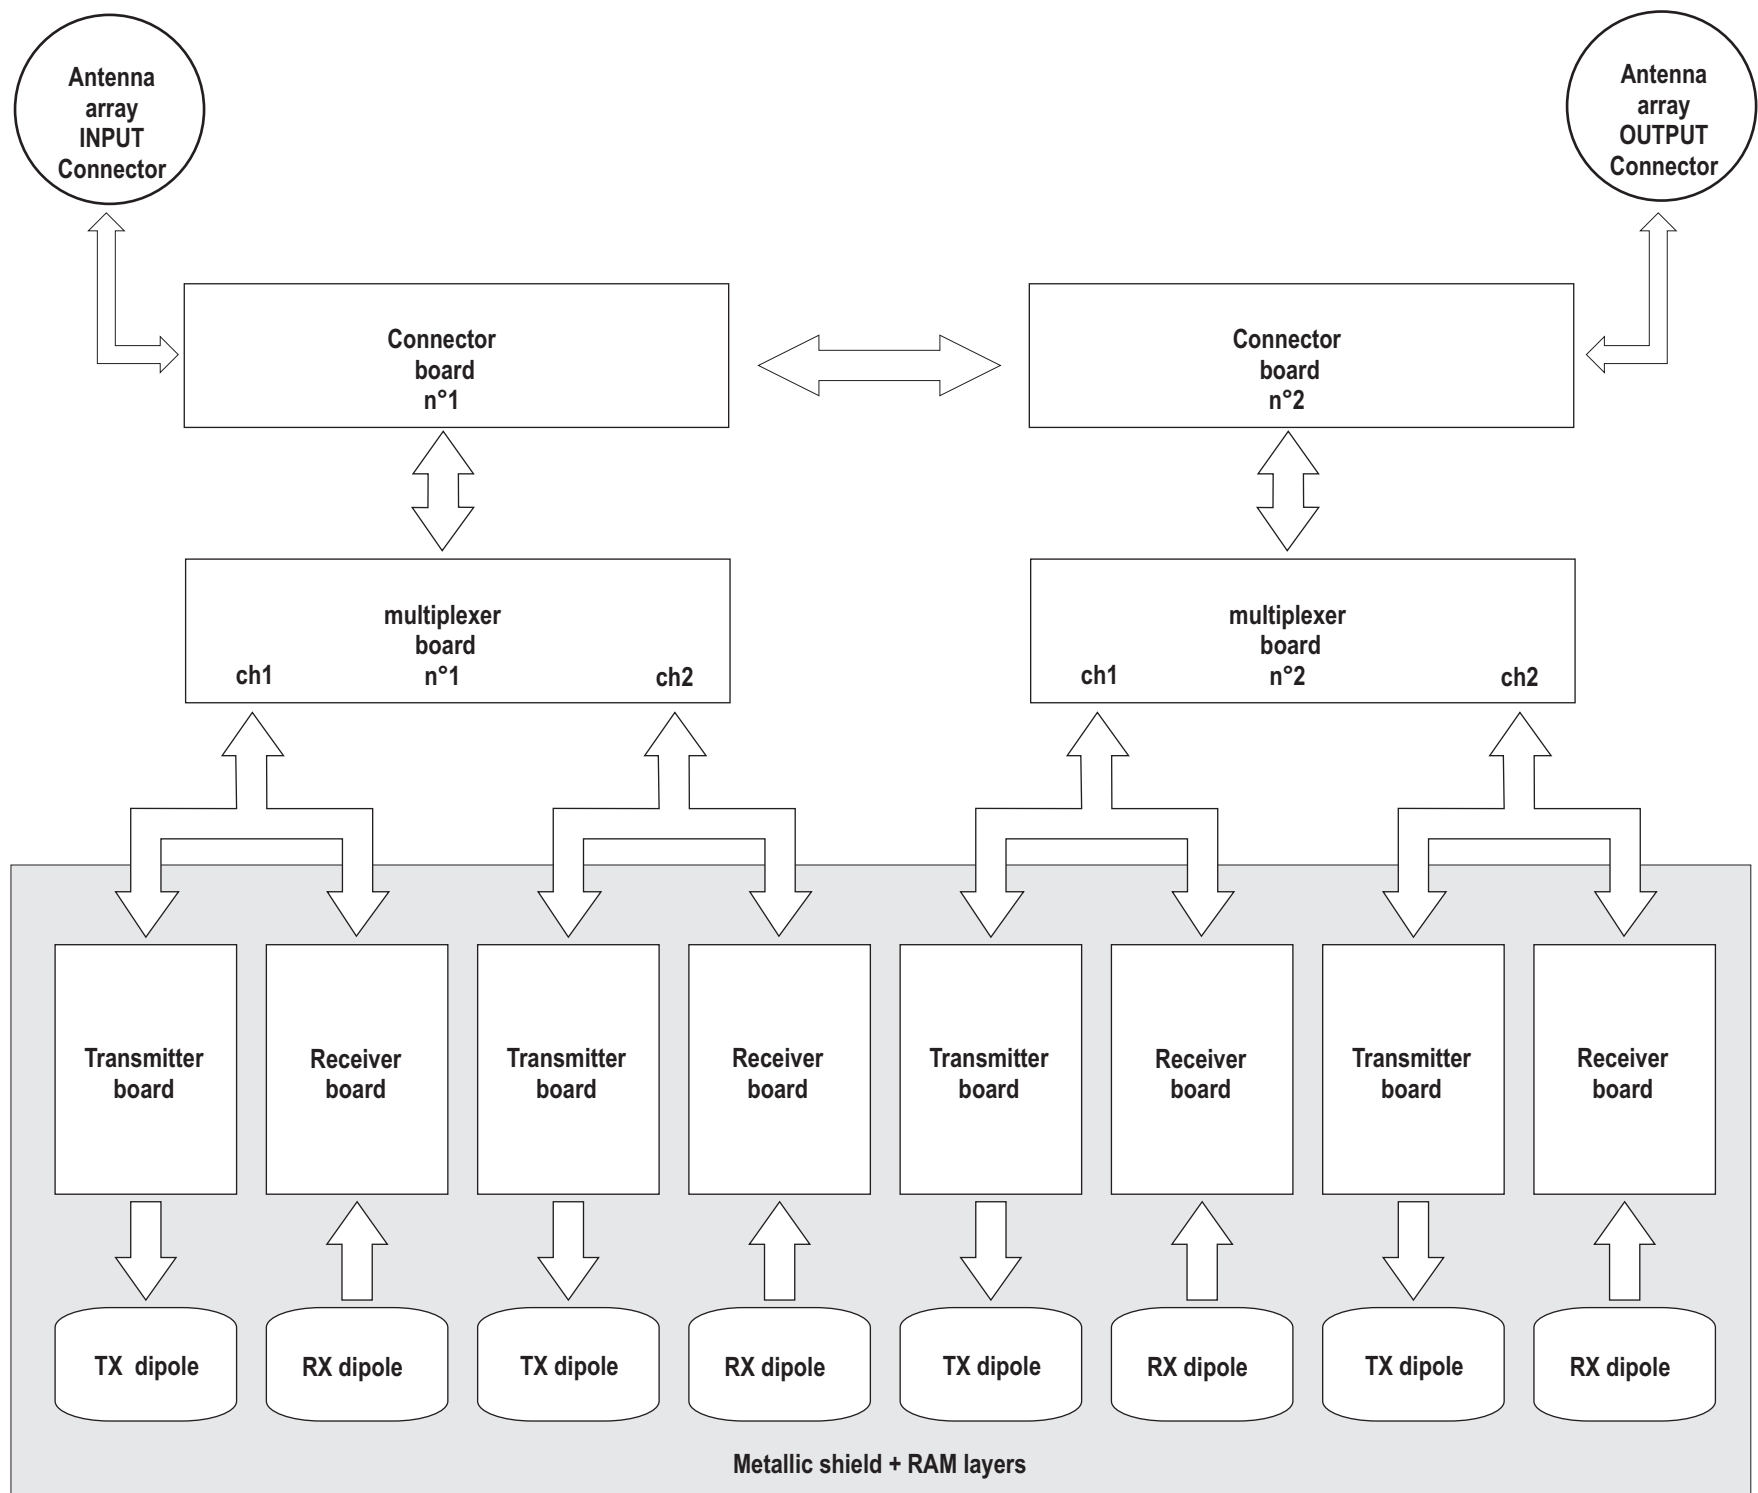 Antenna
array
INPUT
Connector
Antenna
array
OUTPUT
Connector
Connector
board
n°1
Connector
board
n°2
multiplexer
board
n°1
ch1
ch2
multiplexer
board
n°2
ch1
ch2
Transmitter
board
Receiver
board
Transmitter
board
Receiver
board
Transmitter
board
Receiver
board
Transmitter
board
Receiver
board
TX dipole
RX dipole
TX dipole
RX dipole
TX dipole
RX dipole
TX dipole
RX dipole
Metallic shield + RAM layers